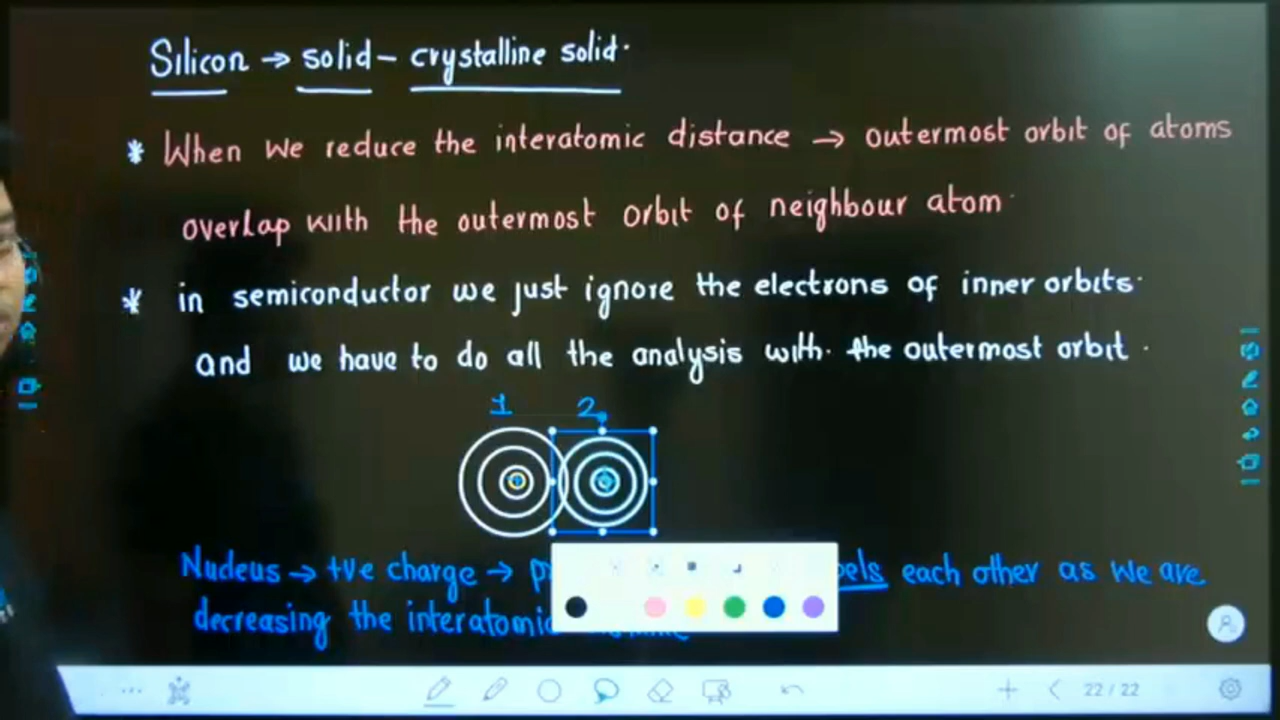 Silicon → solid - crystalline solid.
* When we reduce the interatomic distance → outermost orbit of atoms
overlap with the outermost orbit of neighbour atom.
* in semiconductor we just ignore the electrons of inner orbits.
and we have to do all the analysis with the outermost orbit.
1 2
Nucleus → +ve charge → each other as we are
decreasing the interatomic
22/22